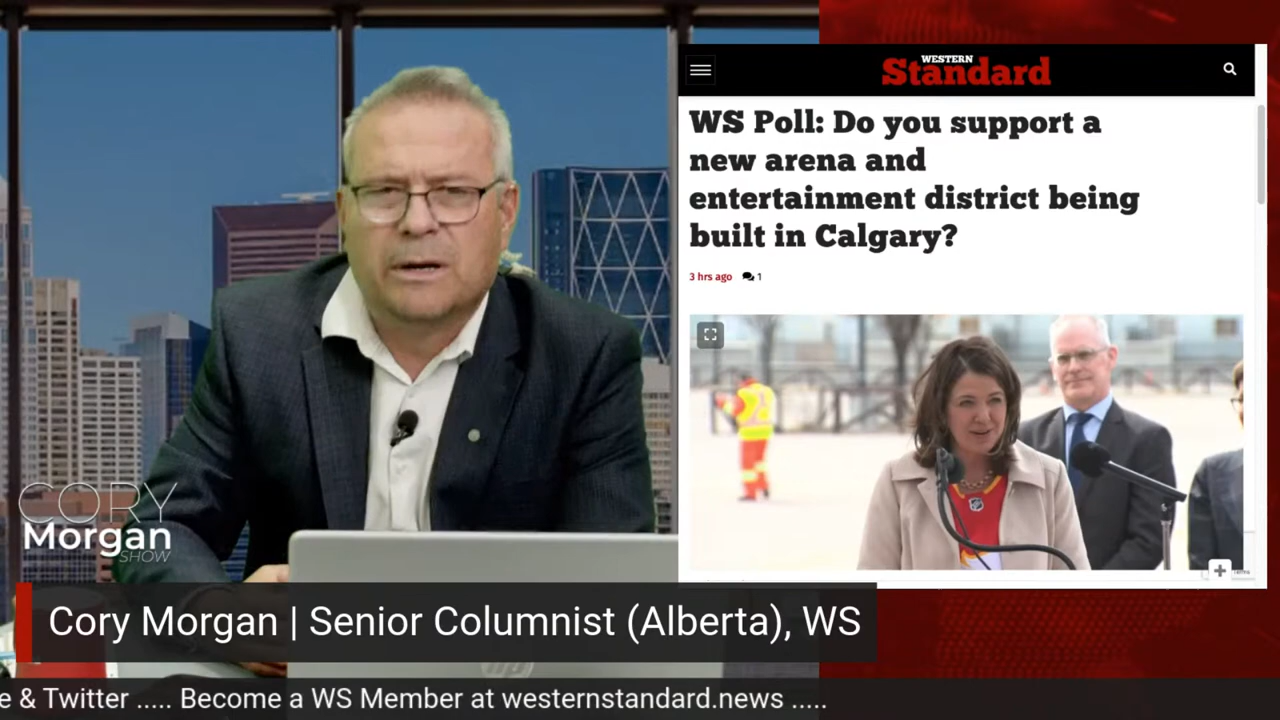 WESTERN
Standard
WS Poll: Do you support a
new arena and
entertainment district being
built in Calgary?
3 hrs ago 1
CORY
Morgan
SHOW
Cory Morgan | Senior Columnist (Alberta), WS
e & Twitter ..... Become a WS Member at westernstandard.news .....